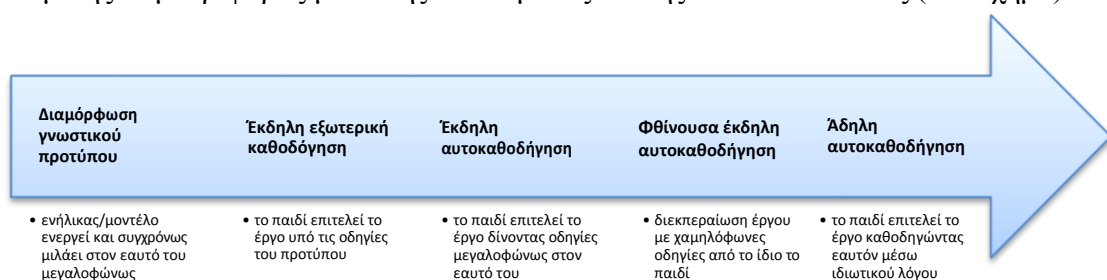 Διαμόρφωση
γνωστικού
προτύπου
Έκδηλη εξωτερική
καθοδόγηση
Έκδηλη
αυτοκαθοδήγηση
Φθίνουσα έκδηλη
αυτοκαθοδήγηση
Άδηλη
αυτοκαθοδήγηση
• ενήλικας/μοντέλο
ενεργεί και συγχρόνως
μιλάει στον εαυτό του
μεγαλοφώνως
• το παιδί επιτελεί το
έργο υπό τις οδηγίες
του προτύπου
• το παιδί επιτελεί το
έργο δίνοντας οδηγίες
μεγαλοφώνως στον
εαυτό του
• διεκπεραίωση έργου
με χαμηλόφωνες
οδηγίες από το ίδιο το
παιδί
• το παιδί επιτελεί το
έργο καθοδηγώντας
εαυτόν μέσω
ιδιωτικού λόγου